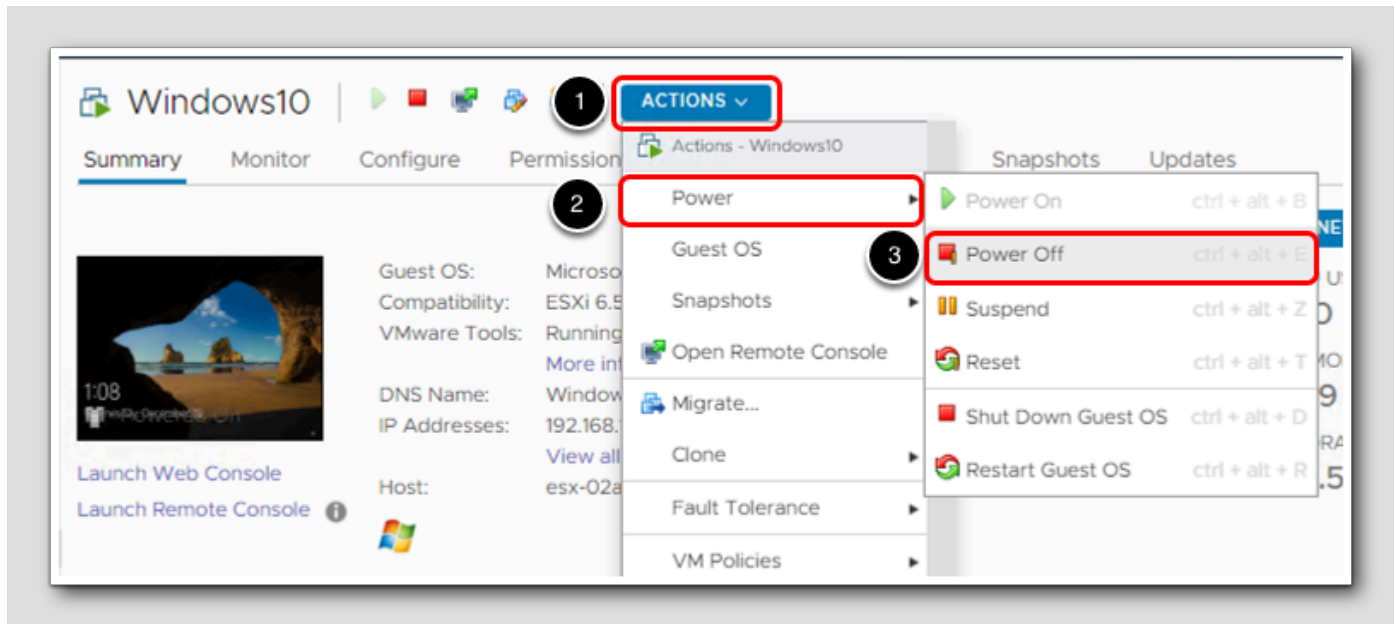 Windows10
1
ACTIONS
Summary
Monitor
Configure
Permission
Actions - Windows10
Snapshots
Updates
2
Power
Power On ctrl + alt + B
NE
3
Guest OS
Power Off ctrl + alt + E
Guest OS: Microso
Compatibility: ESXi 6.5
VMware Tools: Running
More inf
Snapshots
Suspend ctrl + alt + Z
Open Remote Console
Reset ctrl + alt + T
1:08
Powered On
DNS Name: Window
IP Addresses: 192.168.
View all
Migrate...
Shut Down Guest OS ctrl + alt + D
Clone
Restart Guest OS ctrl + alt + R
Launch Web Console
Launch Remote Console
Host: esx-02a
Fault Tolerance
VM Policies